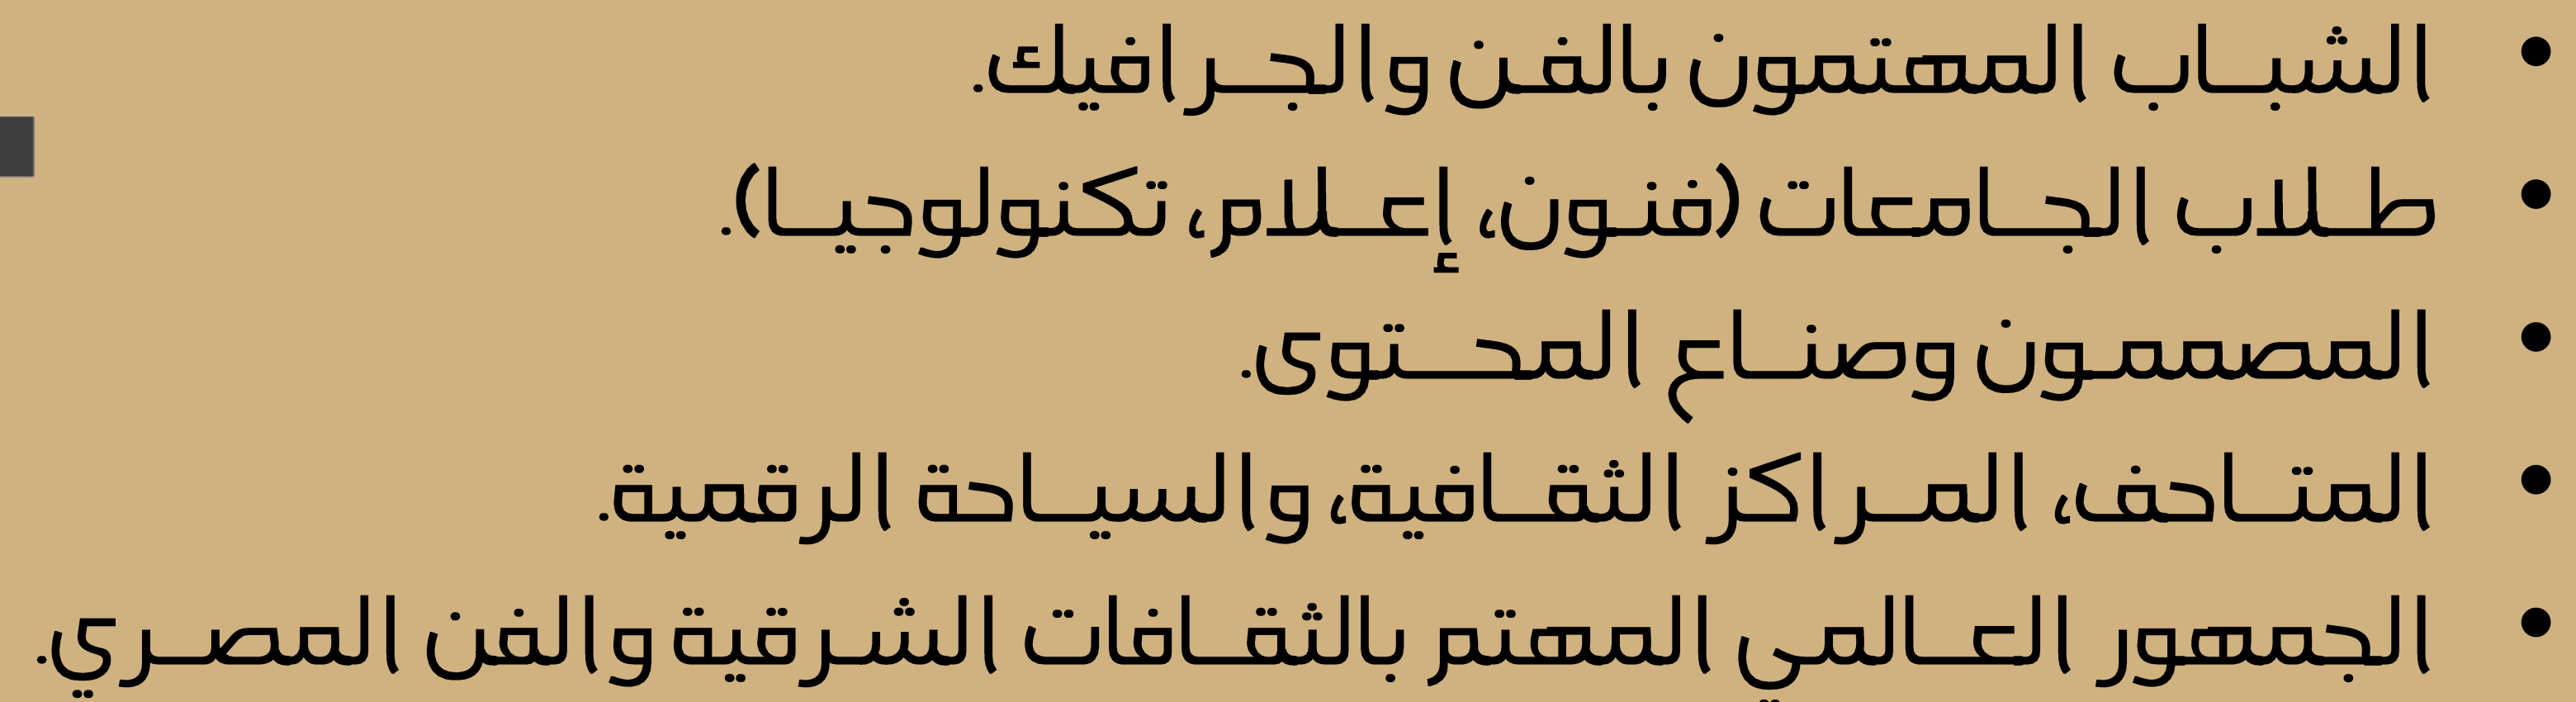 • الشباب المهتمون بالفن والجرافيك.
• طلاب الجامعات (فنون، إعلام، تكنولوجيا).
• المصممون وصناع المحتوى.
• المتاحف، المراكز الثقافية، والسياحة الرقمية.
• الجمهور العالمي المهتم بالثقافات الشرقية والفن المصري.